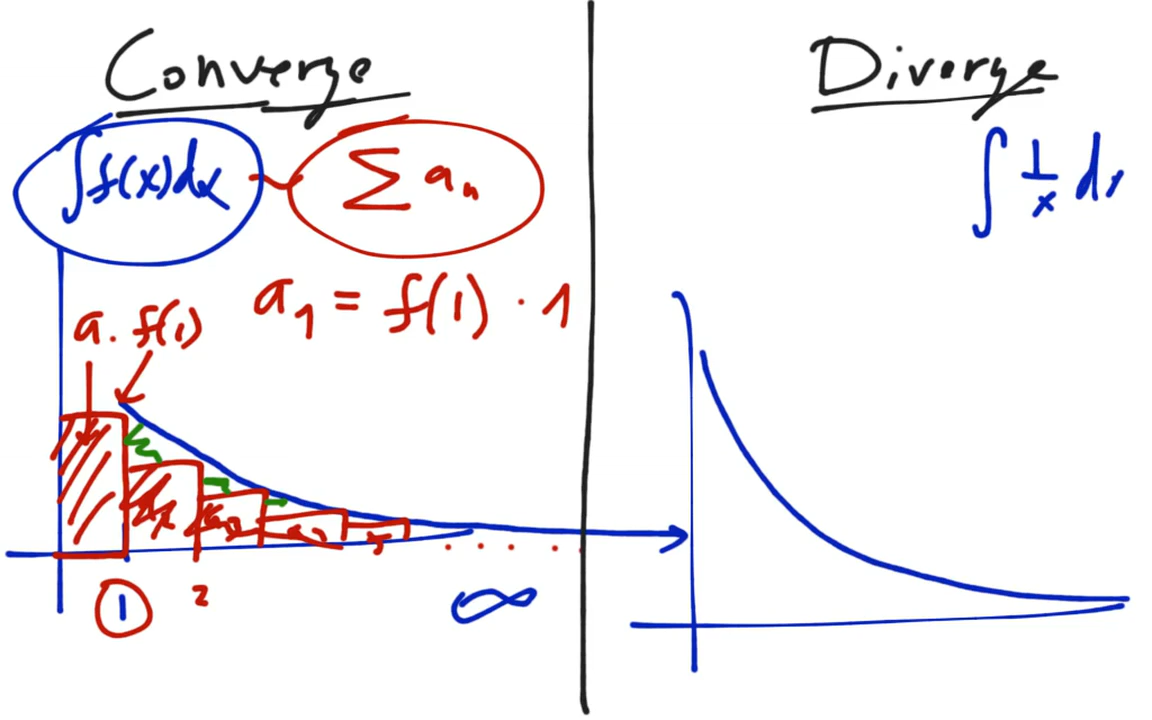 Converge
∫f(x)dx
∑ aₙ
a₁ = f(1) · 1
a. f(1)
1
2
∞
Diverge
∫ 1/x dx